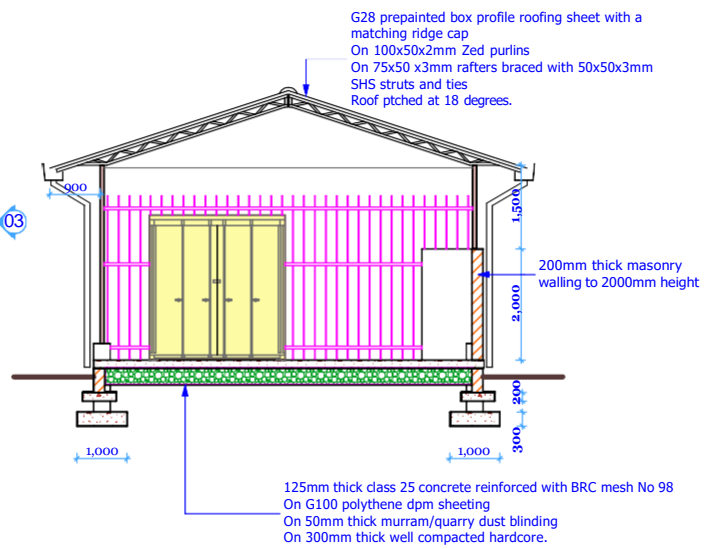 G28 prepainted box profile roofing sheet with a
matching ridge cap
On 100x50x2mm Zed purlins
On 75x50 x3mm rafters braced with 50x50x3mm
SHS struts and ties
Roof ptched at 18 degrees.
900
1,500
03
200mm thick masonry
walling to 2000mm height
2,000
200
300
1,000
1,000
125mm thick class 25 concrete reinforced with BRC mesh No 98
On G100 polythene dpm sheeting
On 50mm thick murram/quarry dust blinding
On 300mm thick well compacted hardcore.